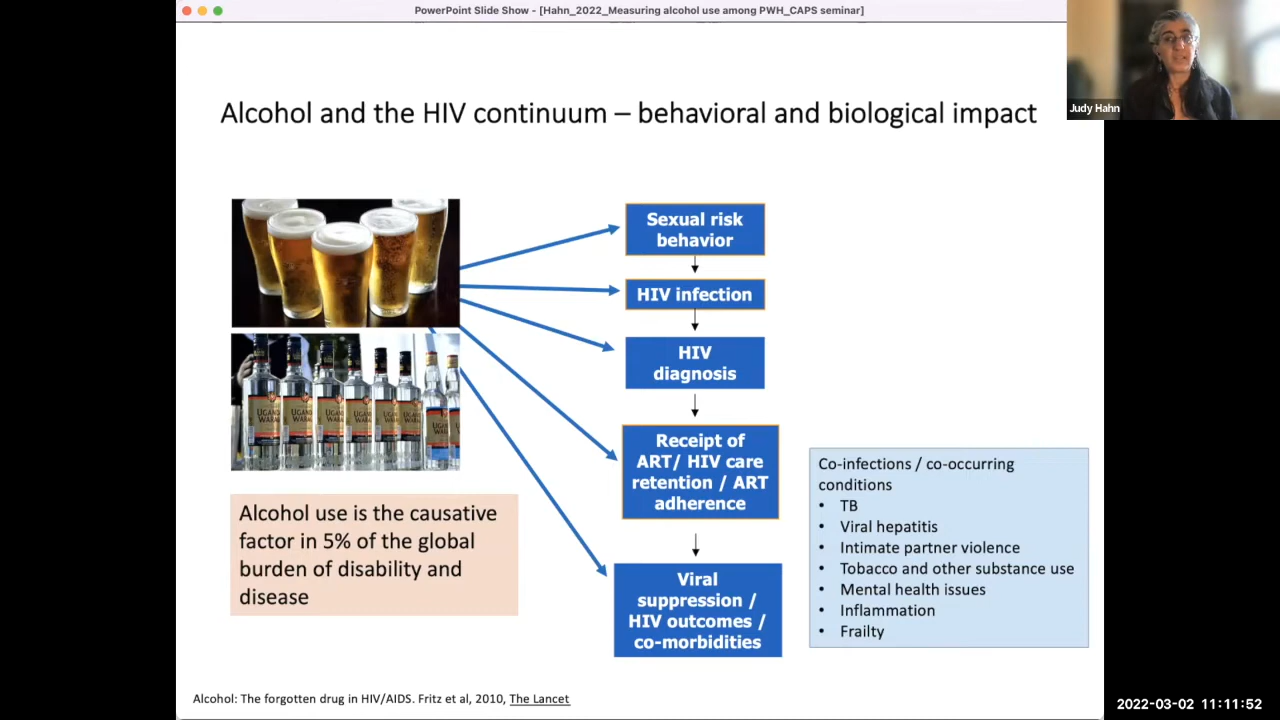 PowerPoint Slide Show - [Hahn_2022_Measuring alcohol use among PWH_CAPS seminar]
Judy Hahn
Alcohol and the HIV continuum – behavioral and biological impact
Sexual risk
behavior
HIV infection
HIV
diagnosis
Receipt of
ART/ HIV care
retention / ART
adherence
Viral
suppression /
HIV outcomes /
co-morbidities
Alcohol use is the causative
factor in 5% of the global
burden of disability and
disease
Co-infections / co-occurring
conditions
• TB
• Viral hepatitis
• Intimate partner violence
• Tobacco and other substance use
• Mental health issues
• Inflammation
• Frailty
Alcohol: The forgotten drug in HIV/AIDS. Fritz et al, 2010, The Lancet
2022-03-02 11:11:52